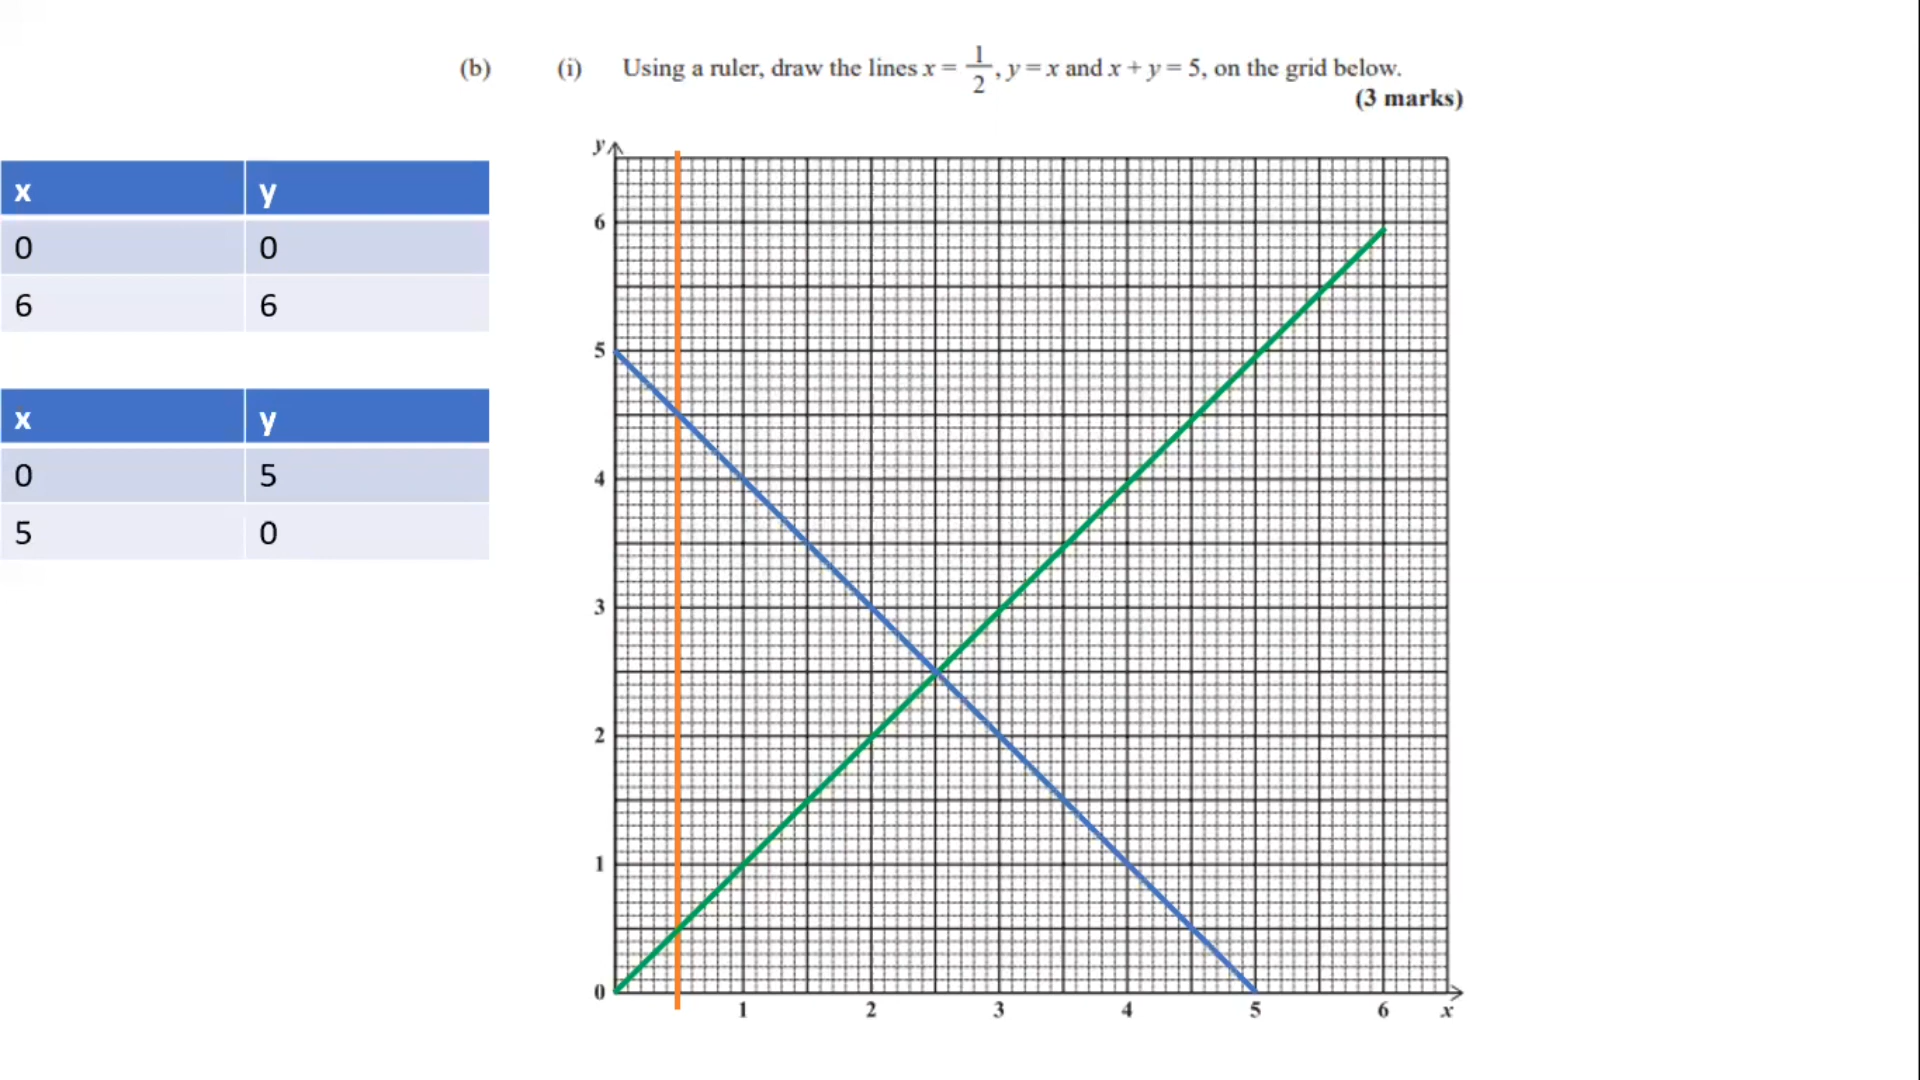 (b) (i) Using a ruler, draw the lines x = 1/2, y = x and x + y = 5, on the grid below.
(3 marks)
x y
0 0
6 6
x y
0 5
5 0
y
6
5
4
3
2
1
0
1 2 3 4 5 6 x